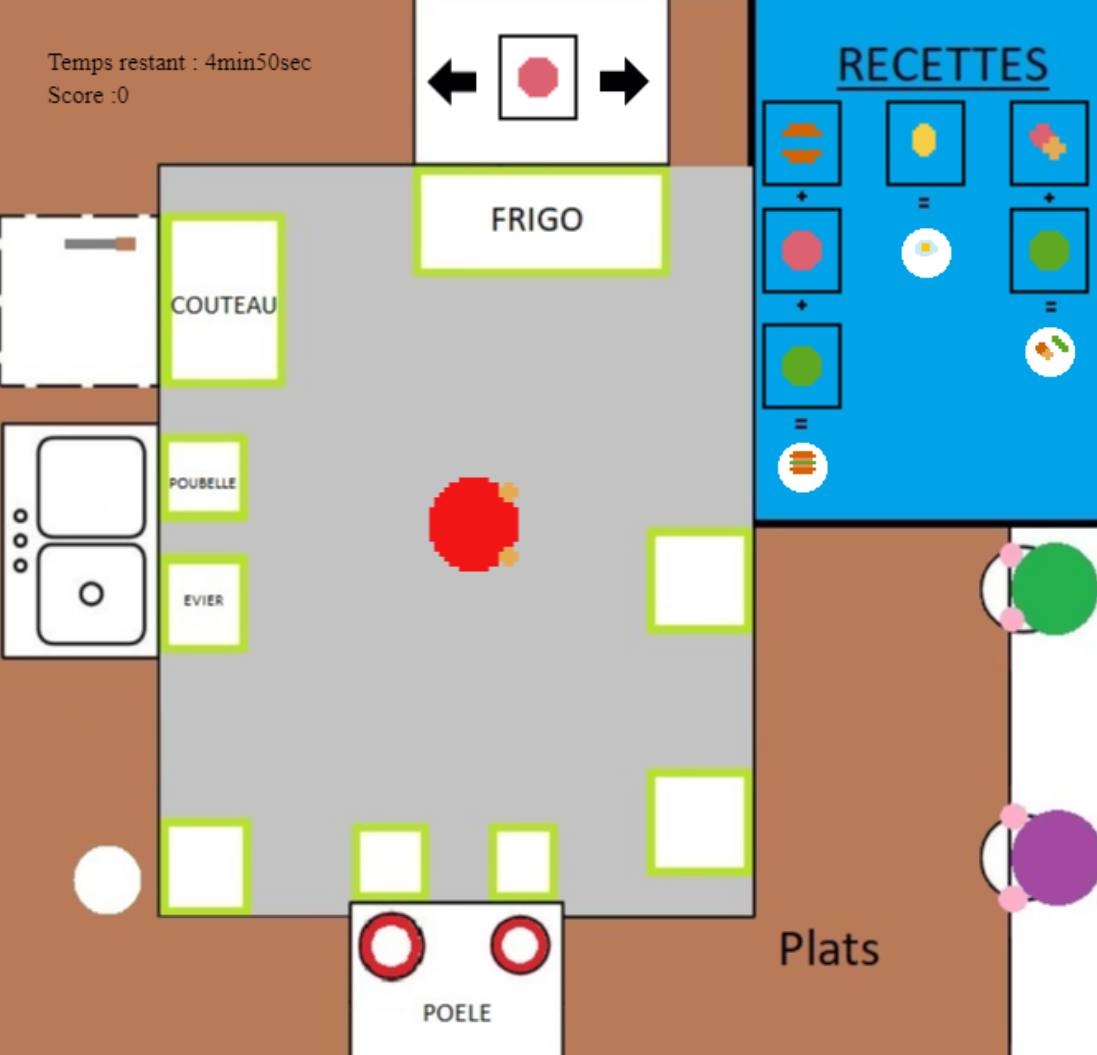 Temps restant : 4min50sec
Score :0
RECETTES
+
=
+
FRIGO
+
=
COUTEAU
=
POUBELLE
EVIER
Plats
POELE